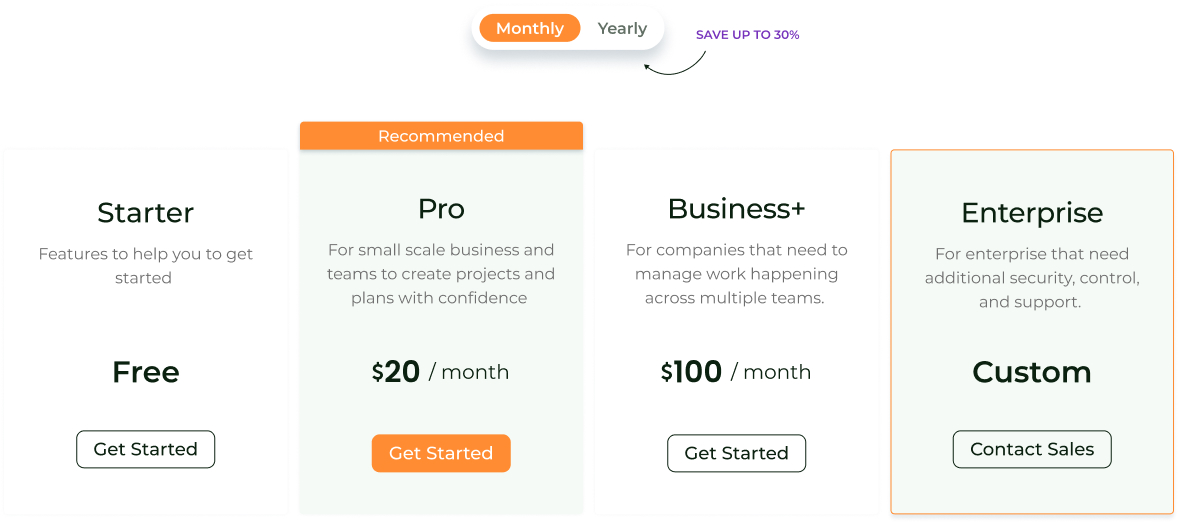 Monthly Yearly
SAVE UP TO 30%
Recommended
Starter
Features to help you to get
started
Free
Get Started
Pro
For small scale business and
teams to create projects and
plans with confidence
$20 / month
Get Started
Business+
For companies that need to
manage work happening
across multiple teams.
$100 / month
Get Started
Enterprise
For enterprise that need
additional security, control,
and support.
Custom
Contact Sales